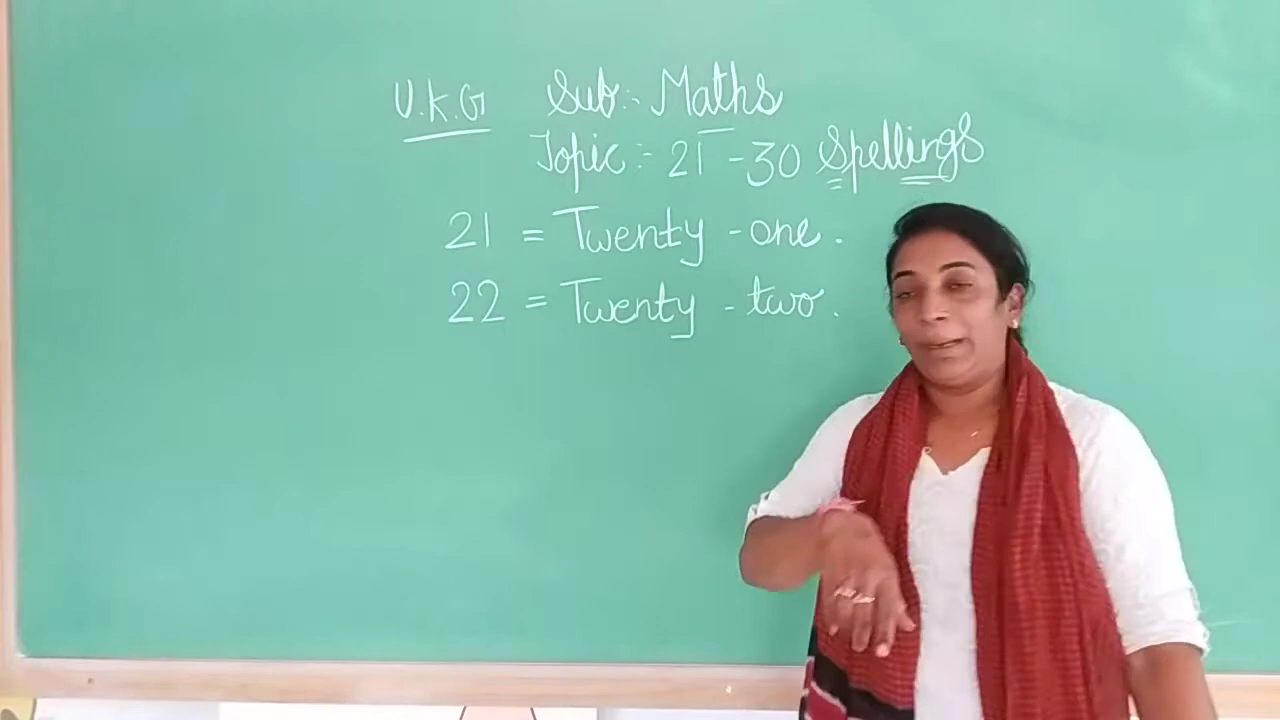 U.K.G Sub:- Maths
Topic:- 21-30 Spellings
21 = Twenty-one.
22 = Twenty-two.